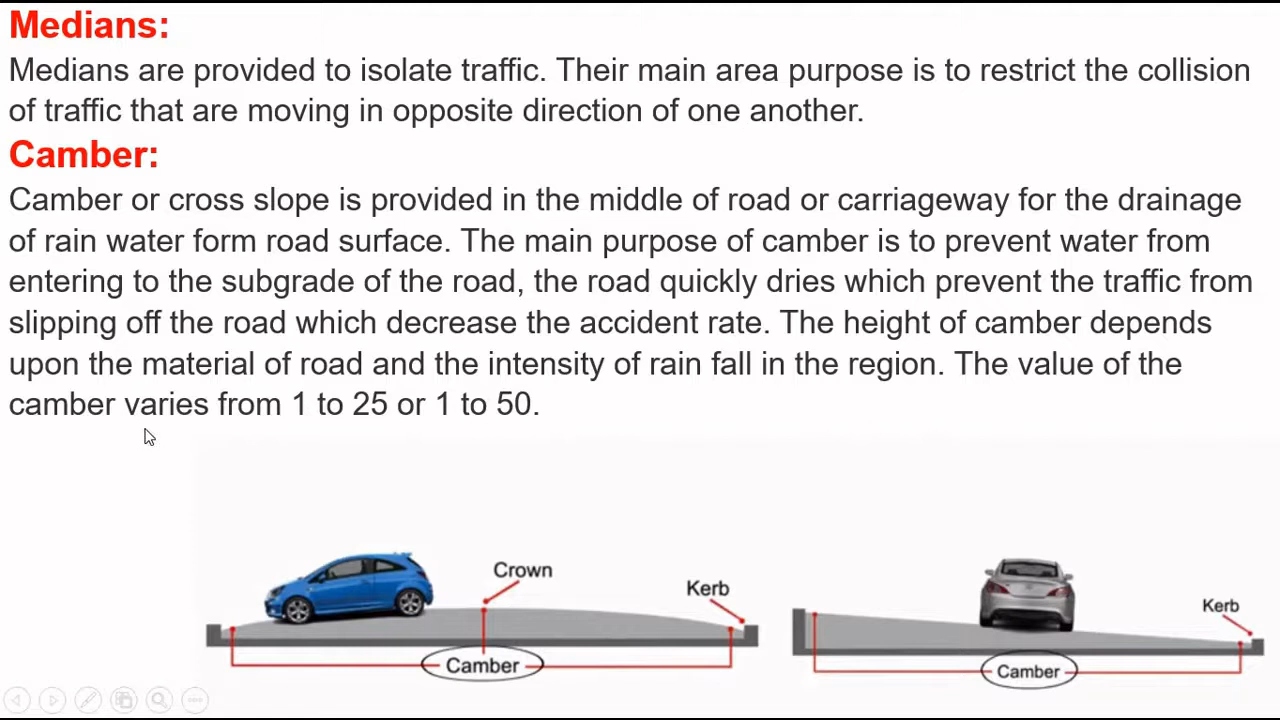 Medians:
Medians are provided to isolate traffic. Their main area purpose is to restrict the collision
of traffic that are moving in opposite direction of one another.
Camber:
Camber or cross slope is provided in the middle of road or carriageway for the drainage
of rain water form road surface. The main purpose of camber is to prevent water from
entering to the subgrade of the road, the road quickly dries which prevent the traffic from
slipping off the road which decrease the accident rate. The height of camber depends
upon the material of road and the intensity of rain fall in the region. The value of the
camber varies from 1 to 25 or 1 to 50.
Crown
Kerb
Camber
Kerb
Camber